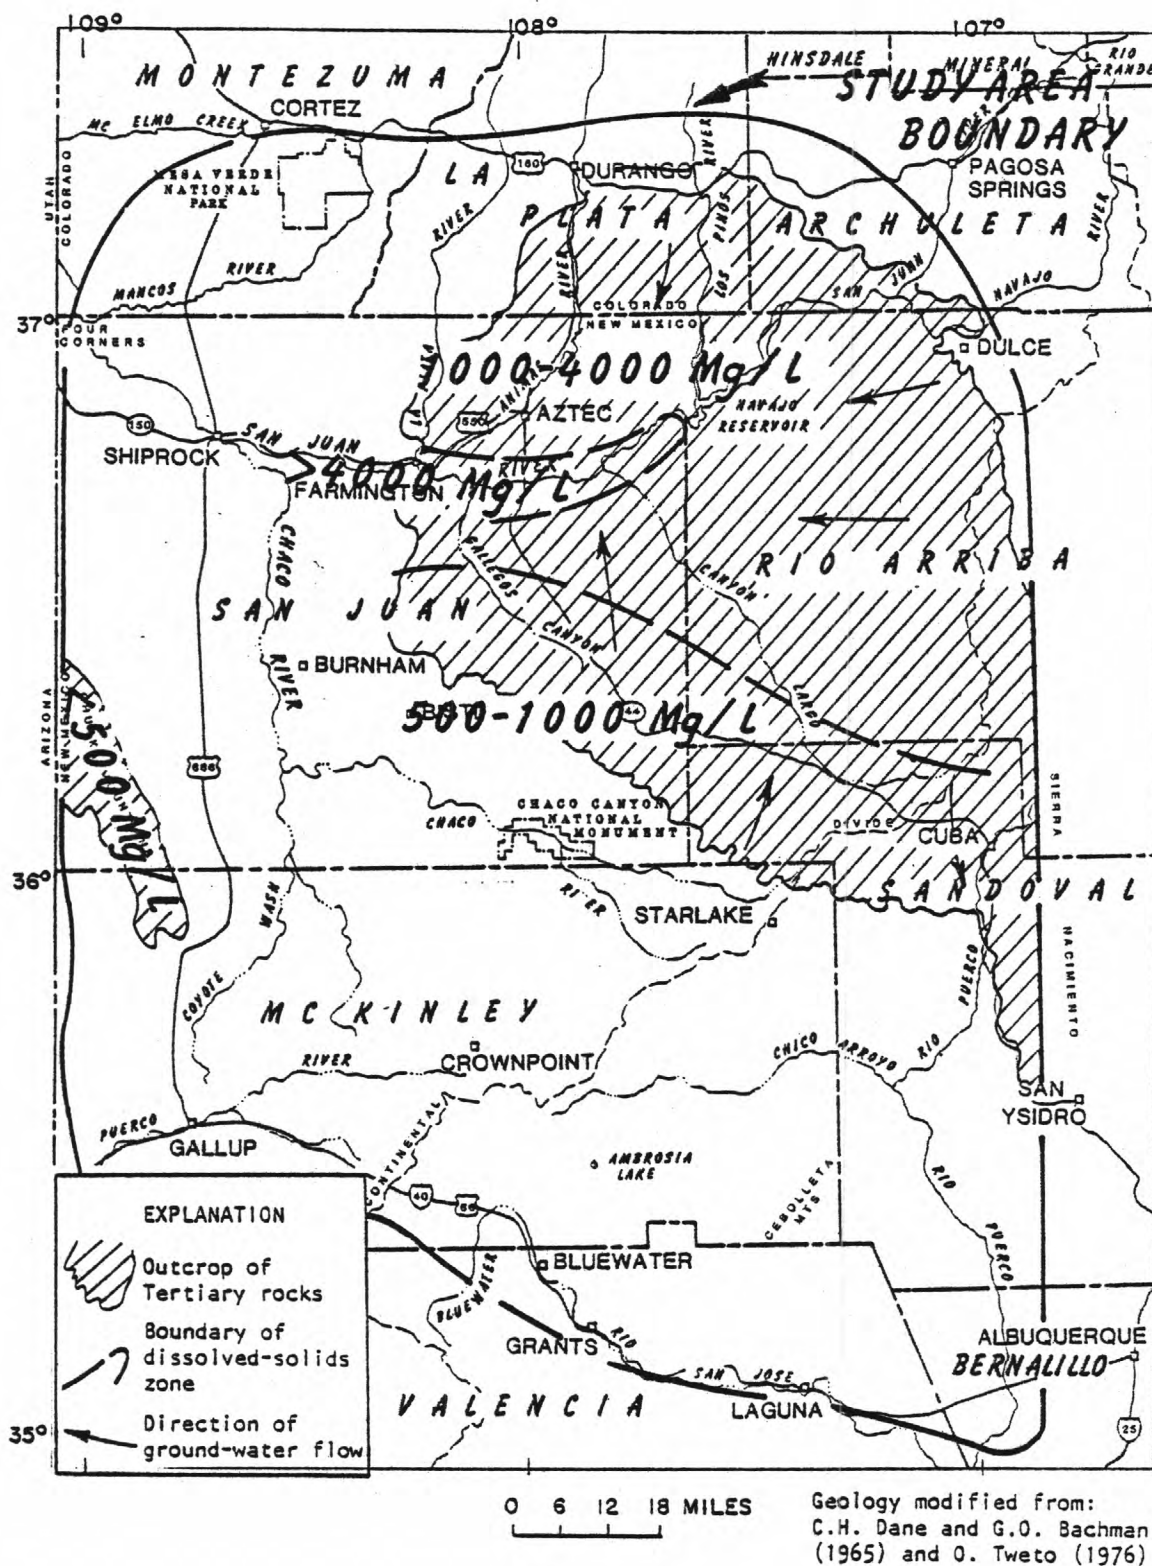 109°
108°
107°
MONTEZUMA
CORTEZ
MC ELMO CREEK
HINSDALE
MINERAL
RIO GRANDE
STUDY AREA
BOUNDARY
UTAH
COLORADO
MESA VERDE
NATIONAL
PARK
LA PLATA
160
DURANGO
RIVER
PAGOSA
SPRINGS
ARCHULETA
RIVER
RIVER
LOS PINOS
RIVER
MANCOS RIVER
SAN JUAN
NAVAJO
37°
FOUR
CORNERS
COLORADO
NEW MEXICO
DULCE
1000-4000 Mg/L
550
AZTEC
NAVAJO
RESERVOIR
SHIPROCK
SAN JUAN
RIVER
>4000 Mg/L
FARMINGTON
CHACO
RIVER
GALLEGOS
CANYON
CANYON
LARGO
RIO ARRIBA
SAN JUAN
BURNHAM
ARIZONA
NEW MEXICO
500-1000 Mg/L
44
<500 Mg/L
666
CHACO
CHACO CANYON
NATIONAL
MONUMENT
RIVER
DIVIDE
CUBA
SIERRA
NACIMIENTO
36°
SANDOVAL
STARLAKE
COYOTE
WASH
MC KINLEY
CROWNPOINT
RIVER
PUERCO
GALLUP
CHICO ARROYO
RIO PUERCO
SAN
YSIDRO
CONTINENTAL
AMBROSIA
LAKE
CEBOLLETA
MTS
RIO
PUERCO
40
66
BLUEWATER
BLUEWATER
GRANTS
RIO
SAN JOSE
LAGUNA
VALENCIA
ALBUQUERQUE
BERNALILLO
25
35°
EXPLANATION
Outcrop of
Tertiary rocks
Boundary of
dissolved-solids
zone
Direction of
ground-water flow
0 6 12 18 MILES
Geology modified from:
C.H. Dane and G.O. Bachman
(1965) and O. Tweto (1976)